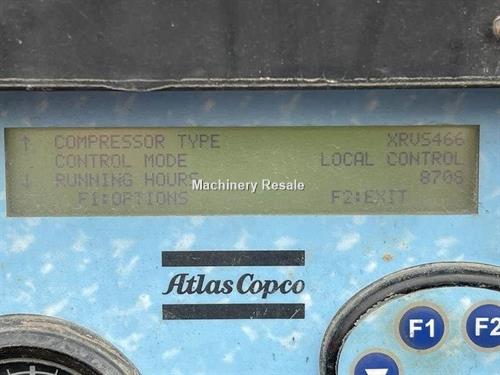 ↑ COMPRESSOR TYPE XRVS466
CONTROL MODE LOCAL CONTROL
↓ RUNNING HOURS 8706
F1:OPTIONS F2:EXIT
Machinery Resale
Atlas Copco
F1 F2